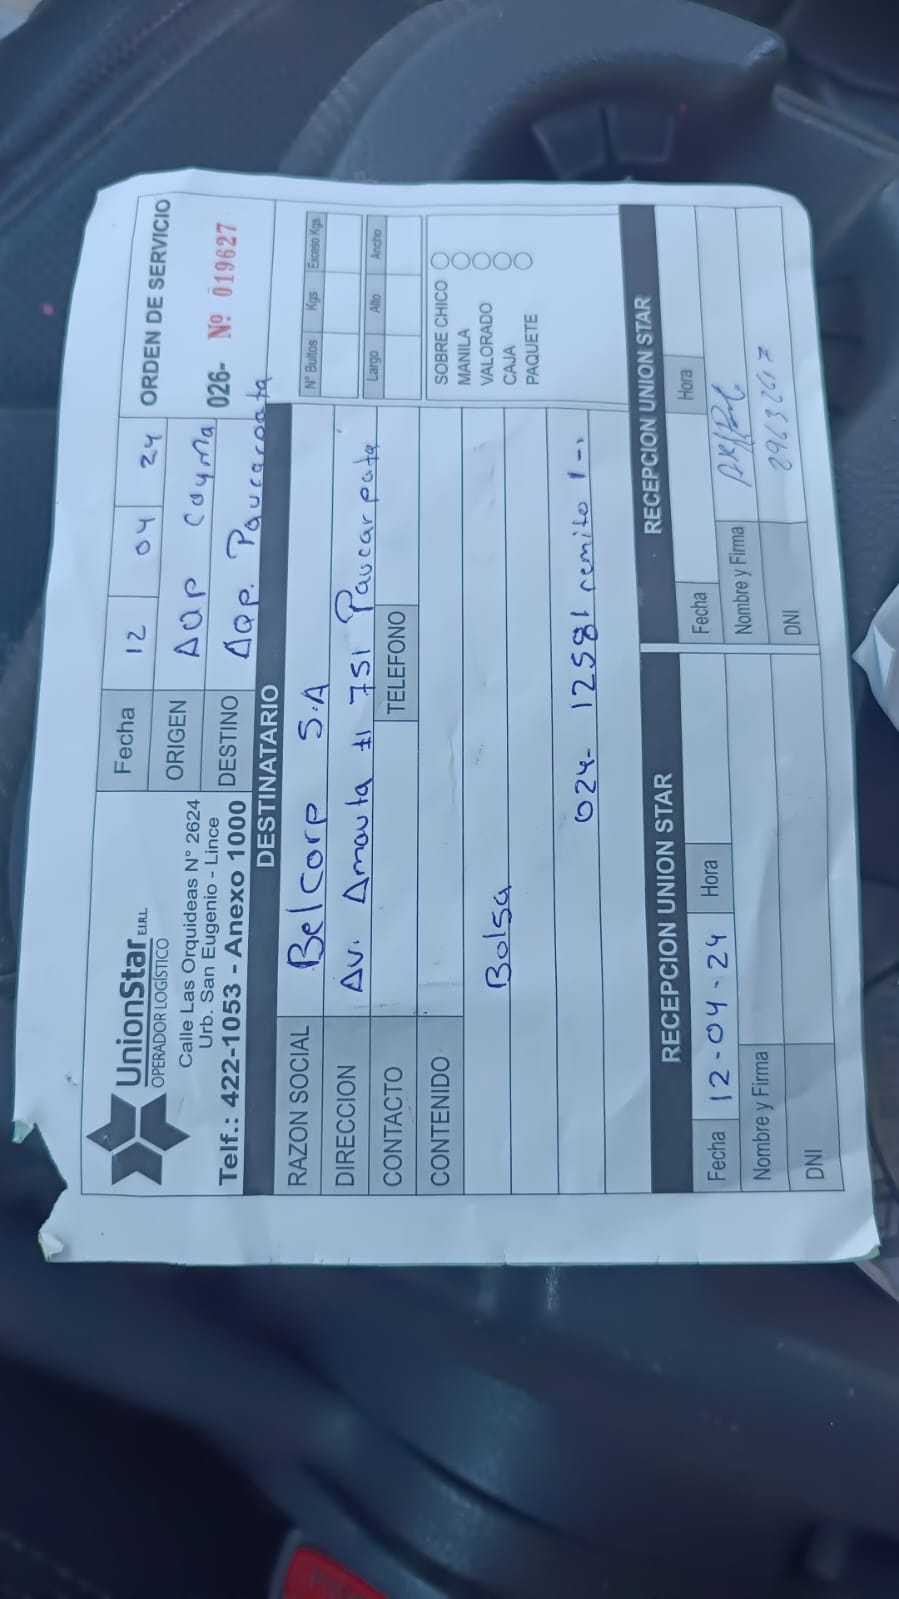 UnionStar E.I.R.L
OPERADOR LOGÍSTICO
Calle Las Orquideas N° 2624
Urb. San Eugenio - Lince
Telf.: 422-1053 - Anexo 1000
Fecha 12 04 24
ORIGEN AQP Cayma
DESTINO Aqp. Paucarpata
ORDEN DE SERVICIO
026- Nº 019627
DESTINATARIO
RAZON SOCIAL Belcorp S.A
DIRECCION Av. Amauta 751 Paucarpata
CONTACTO TELEFONO
CONTENIDO
Bolsa
024- 12581 remito 1-.
N° Bultos Kgs Exceso Kgs
Largo Alto Ancho
SOBRE CHICO
MANILA
VALORADO
CAJA
PAQUETE
RECEPCION UNION STAR
Fecha 12-04-24 Hora
Nombre y Firma
DNI
RECEPCION UNION STAR
Fecha Hora
Nombre y Firma
DNI